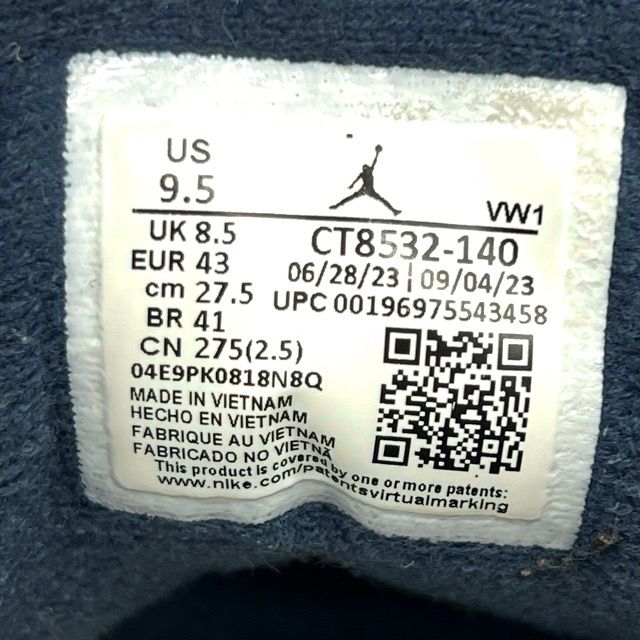 US
9.5
VW1
UK 8.5
CT8532-140
EUR 43
06/28/23 | 09/04/23
cm 27.5
UPC 00196975543458
BR 41
CN 275(2.5)
04E9PK0818N8Q
MADE IN VIETNAM
HECHO EN VIETNAM
FABRIQUE AU VIETNAM
FABRICADO NO VIETNÃ
This product is covered by one or more patents:
www.nike.com/patentsvirtualmarking